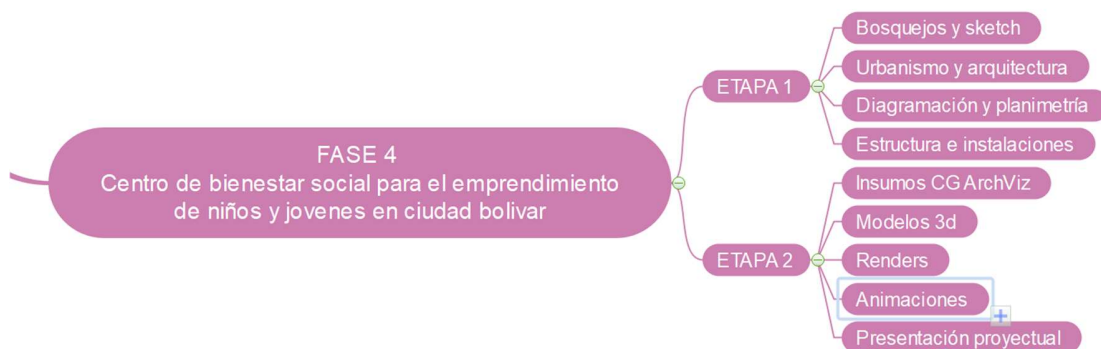 FASE 4
Centro de bienestar social para el emprendimiento
de niños y jovenes en ciudad bolivar
ETAPA 1
Bosquejos y sketch
Urbanismo y arquitectura
Diagramación y planimetría
Estructura e instalaciones
ETAPA 2
Insumos CG ArchViz
Modelos 3d
Renders
Animaciones
Presentación proyectual